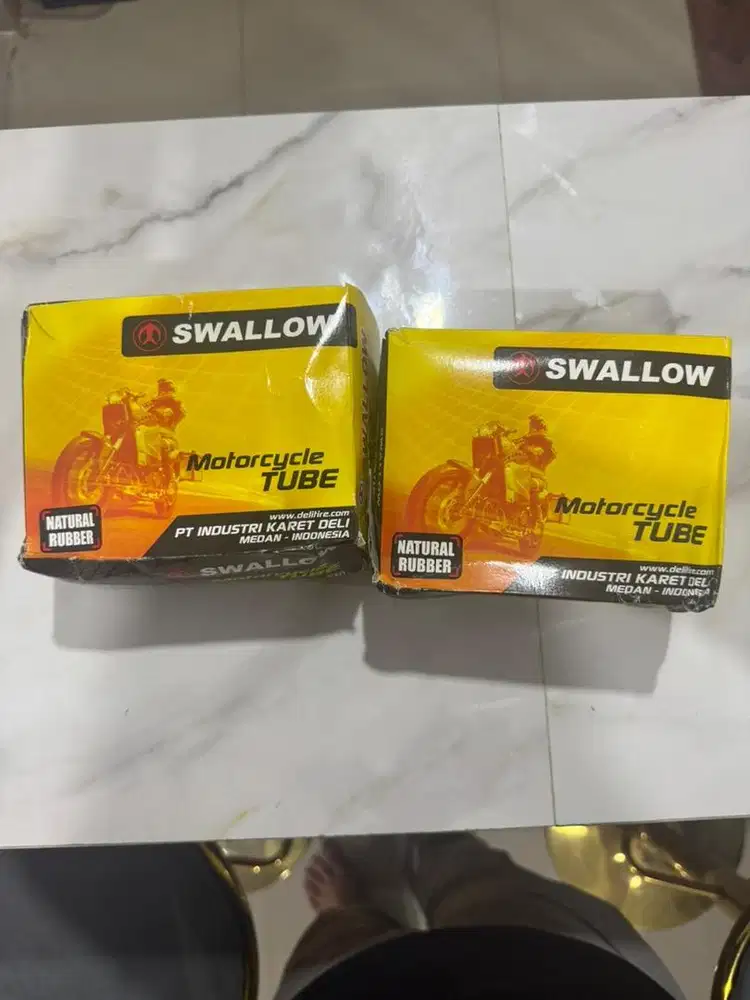 SWALLOW
Motorcycle
TUBE
NATURAL
RUBBER
www.delitire.com
PT INDUSTRI KARET DELI
MEDAN - INDONESIA
SWALLOW
SWALLOW
Motorcycle
TUBE
NATURAL
RUBBER
www.delitire.com
INDUSTRI KARET DELI
MEDAN - INDONESIA